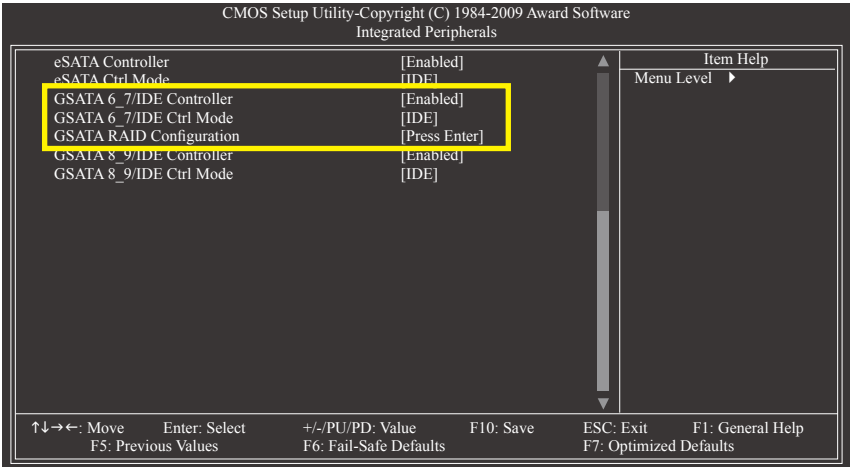 CMOS Setup Utility-Copyright (C) 1984-2009 Award Software
Integrated Peripherals
eSATA Controller [Enabled]
eSATA Ctrl Mode [IDE]
GSATA 6_7/IDE Controller [Enabled]
GSATA 6_7/IDE Ctrl Mode [IDE]
GSATA RAID Configuration [Press Enter]
GSATA 8_9/IDE Controller [Enabled]
GSATA 8_9/IDE Ctrl Mode [IDE]
Item Help
Menu Level
↑↓→←: Move Enter: Select +/-/PU/PD: Value F10: Save ESC: Exit F1: General Help
F5: Previous Values F6: Fail-Safe Defaults F7: Optimized Defaults